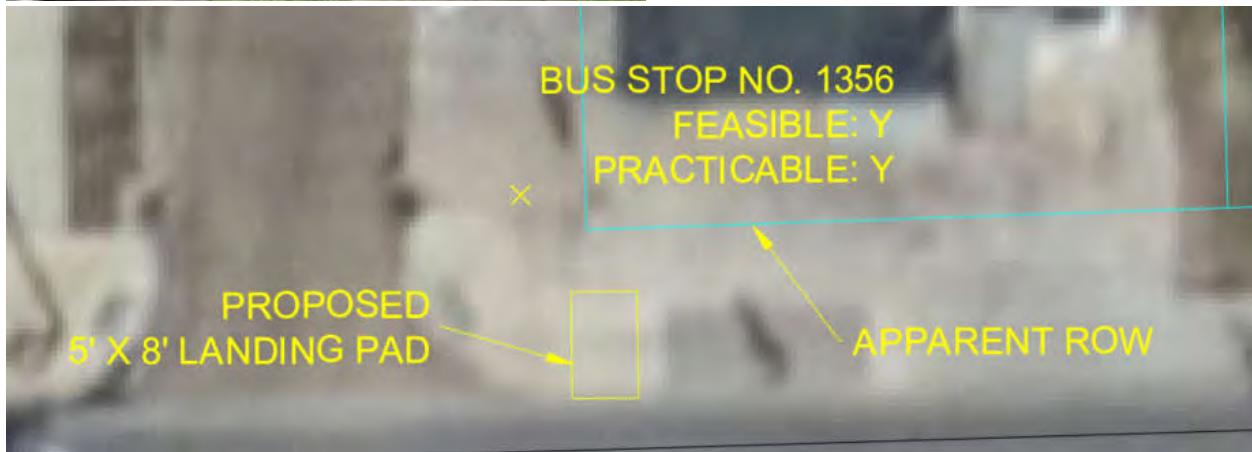 BUS STOP NO. 1356
FEASIBLE: Y
PRACTICABLE: Y
PROPOSED
5' X 8' LANDING PAD
APPARENT ROW